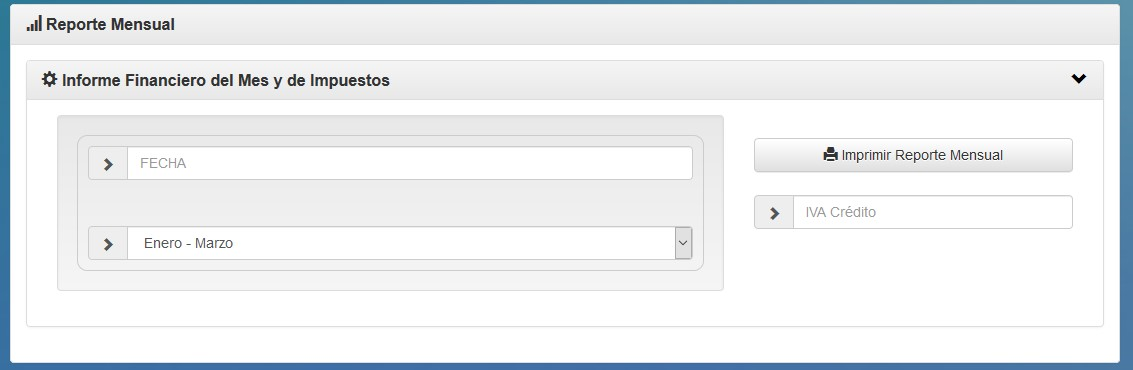 Reporte Mensual
Informe Financiero del Mes y de Impuestos
FECHA
Enero - Marzo
Imprimir Reporte Mensual
IVA Crédito